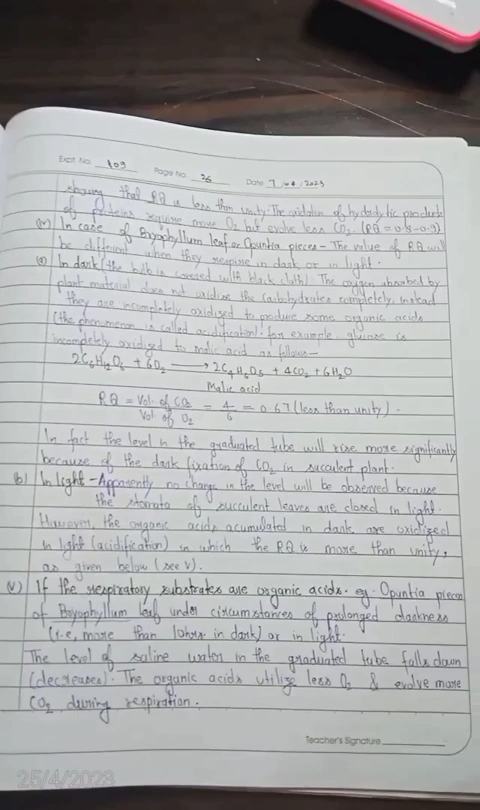 Expt. No. 109 Page No. 26 Date 7/04/2023
showing that RQ is less than unity. The oxidation of hydrolytic products
of proteins require more O2 but evolve less CO2. (RQ = 0.8-0.9)
(iv) In case of Boyophyllum leaf or Opuntia pieces - The value of RQ will
be different when they respire in dark or in light.
(a) In dark (the bulb is covered with black cloth). The oxygen absorbed by
plant material does not oxidise the carbohydrates completely, instead
they are incompletely oxidized to produce some organic acids
(the phenomenon is called acidification). For example, glucose is
incompletely oxidized to malic acid as follows-
2C6H12O6 + 6O2 ⟶ 2C4H6O5 + 4CO2 + 6H2O
Malic acid
RQ = Vol. of CO2 / Vol. of O2 = 4/6 = 0.67 (less than unity).
In fact the level in the graduated tube will rise more significantly
because of the dark fixation of CO2 in succulent plant.
(b) In light - Apparently no change in the level will be observed because
the stomata of succulent leaves are closed in light.
However, the organic acids acumulated in dark are oxidized
in light (acidification) in which the RQ is more than unity,
as given below (see v).
(v) If the respiratory substrates are organic acids. eg. Opuntia pieces
of Boyophyllum leaf under circumstances of prolonged darkness
(i.e, more than 10hrs. in dark) or in light.
The level of saline water in the graduated tube falls down
(decreases). The organic acids utilize less O2 & evolve more
CO2 during respiration.
Teacher's Signature
25/4/2023